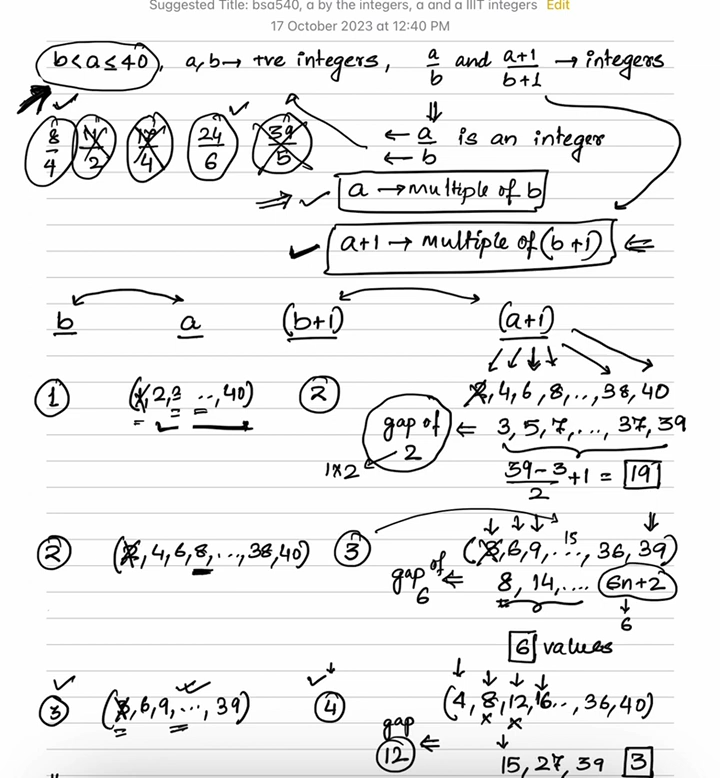 Suggested Title: bsa540, a by the integers, a and a IIIT integers Edit
17 October 2023 at 12:40 PM
b<a≤40, a,b→ +ve integers, a/b and a+1/b+1 → integers
8/4 /2 /4 24/6 39/5 ⇓ ← a/b is an integer
⇒ ✓ a → multiple of b
✓ a+1 → multiple of (b+1) ⇐
b a (b+1) (a+1)
① (1,2,3 ..,40) ② 2,4,6,8,..,38,40
gap of 2 ⇐ 3,5,7,...,37,39
1×2 39-3/2 +1 = 19
② (2,4,6,8,..,38,40) ③ (3,6,9,..., 15, 36,39)
gap of 6 ⇐ 8,14,.... 6n+2
6
6 values
✓ ③ (3,6,9,...,39) ✓ ④ (4,8,12,16..,36,40)
gap 12 ⇐ 15,27,39 3